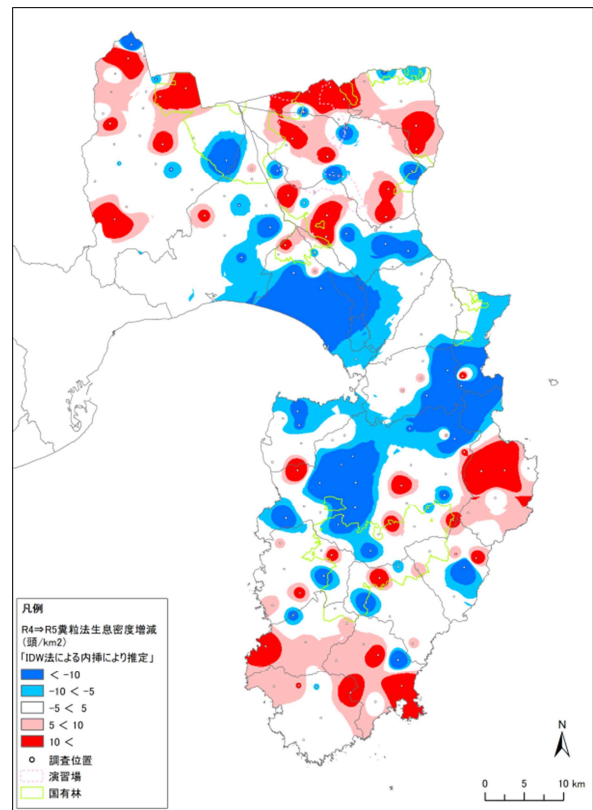 凡例
R4⇒R5糞粒法生息密度増減
(頭/km2)
「IDW法による内挿により推定」
< -10
-10 < -5
-5 < 5
5 < 10
10 <
調査位置
演習場
国有林
N
0 5 10 km